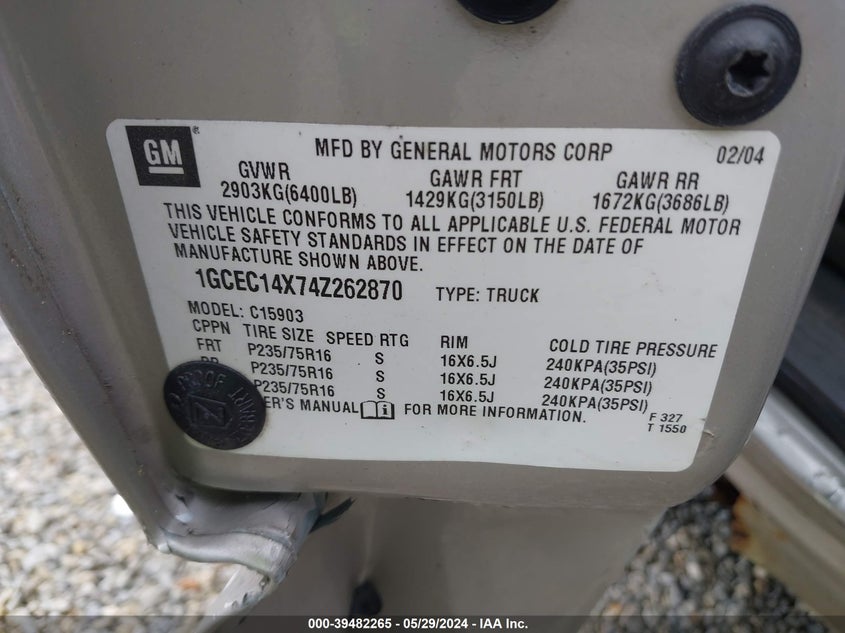 GM ®
MFD BY GENERAL MOTORS CORP 02/04
GVWR GAWR FRT GAWR RR
2903KG(6400LB) 1429KG(3150LB) 1672KG(3686LB)
THIS VEHICLE CONFORMS TO ALL APPLICABLE U.S. FEDERAL MOTOR
VEHICLE SAFETY STANDARDS IN EFFECT ON THE DATE OF
MANUFACTURE SHOWN ABOVE.
1GCEC14X74Z262870 TYPE: TRUCK
MODEL: C15903
CPPN TIRE SIZE SPEED RTG RIM COLD TIRE PRESSURE
FRT P235/75R16 S 16X6.5J 240KPA(35PSI)
RR P235/75R16 S 16X6.5J 240KPA(35PSI)
P235/75R16 S 16X6.5J 240KPA(35PSI)
ER'S MANUAL FOR MORE INFORMATION.
F 327
T 1550
PROOF
000-39482265 - 05/29/2024 - IAA Inc.